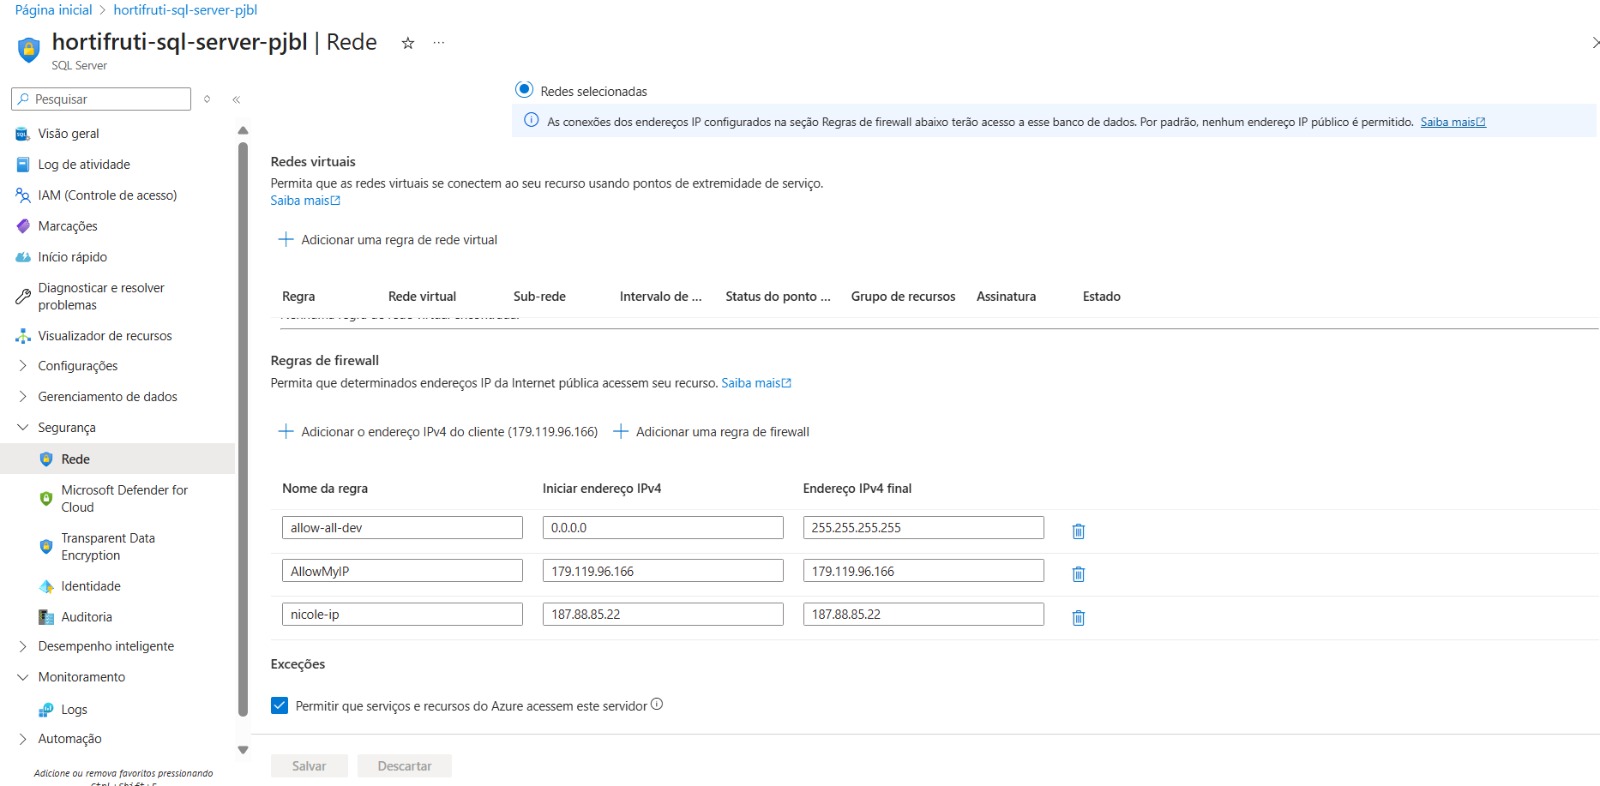 Página inicial > hortifruti-sql-server-pjbl
hortifruti-sql-server-pjbl | Rede
SQL Server
Pesquisar
Visão geral
Log de atividade
IAM (Controle de acesso)
Marcações
Início rápido
Diagnosticar e resolver
problemas
Visualizador de recursos
Configurações
Gerenciamento de dados
Segurança
Rede
Microsoft Defender for
Cloud
Transparent Data
Encryption
Identidade
Auditoria
Desempenho inteligente
Monitoramento
Logs
Automação
Adicione ou remova favoritos pressionando
Ctrl+Shift+F
Redes selecionadas
As conexões dos endereços IP configurados na seção Regras de firewall abaixo terão acesso a esse banco de dados. Por padrão, nenhum endereço IP público é permitido. Saiba mais
Redes virtuais
Permita que as redes virtuais se conectem ao seu recurso usando pontos de extremidade de serviço.
Saiba mais
Adicionar uma regra de rede virtual
Regra Rede virtual Sub-rede Intervalo de ... Status do ponto ... Grupo de recursos Assinatura Estado
Nenhuma regra de rede virtual encontrada.
Regras de firewall
Permita que determinados endereços IP da Internet pública acessem seu recurso. Saiba mais
Adicionar o endereço IPv4 do cliente (179.119.96.166) Adicionar uma regra de firewall
Nome da regra Iniciar endereço IPv4 Endereço IPv4 final
allow-all-dev 0.0.0.0 255.255.255.255
AllowMyIP 179.119.96.166 179.119.96.166
nicole-ip 187.88.85.22 187.88.85.22
Exceções
Permitir que serviços e recursos do Azure acessem este servidor
Salvar Descartar